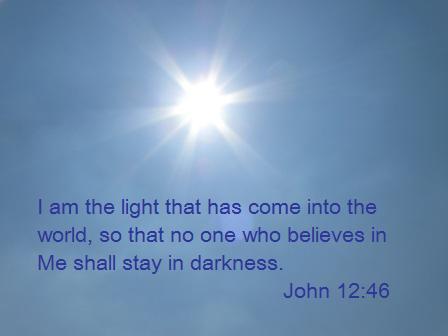 I am the light that has come into the
world, so that no one who believes in
Me shall stay in darkness.
John 12:46